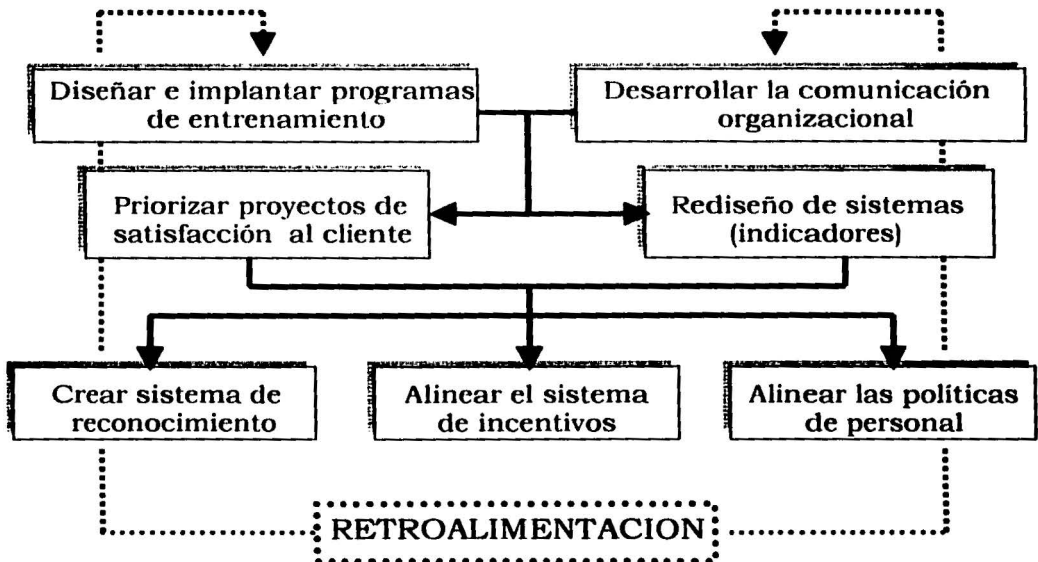 Diseñar e implantar programas
de entrenamiento
Desarrollar la comunicación
organizacional
Priorizar proyectos de
satisfacción al cliente
Rediseño de sistemas
(indicadores)
Crear sistema de
reconocimiento
Alinear el sistema
de incentivos
Alinear las políticas
de personal
RETROALIMENTACION